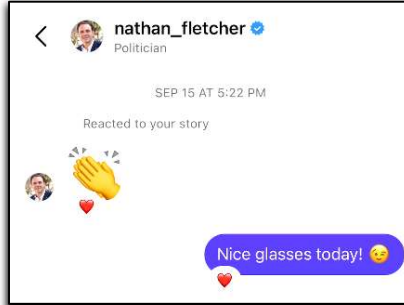 nathan_fletcher
Politician
SEP 15 AT 5:22 PM
Reacted to your story
👏
❤️
Nice glasses today! 😉
❤️